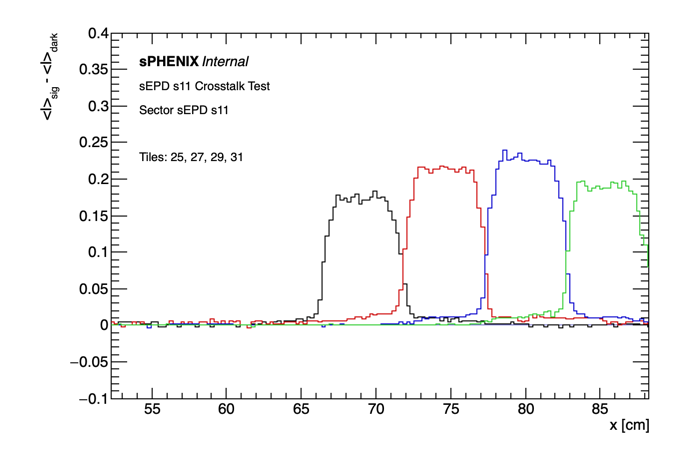 <I>sig - <I>dark
0.4
0.35
0.3
0.25
0.2
0.15
0.1
0.05
0
−0.05
−0.1
sPHENIX Internal
sEPD s11 Crosstalk Test
Sector sEPD s11
Tiles: 25, 27, 29, 31
55 60 65 70 75 80 85
x [cm]